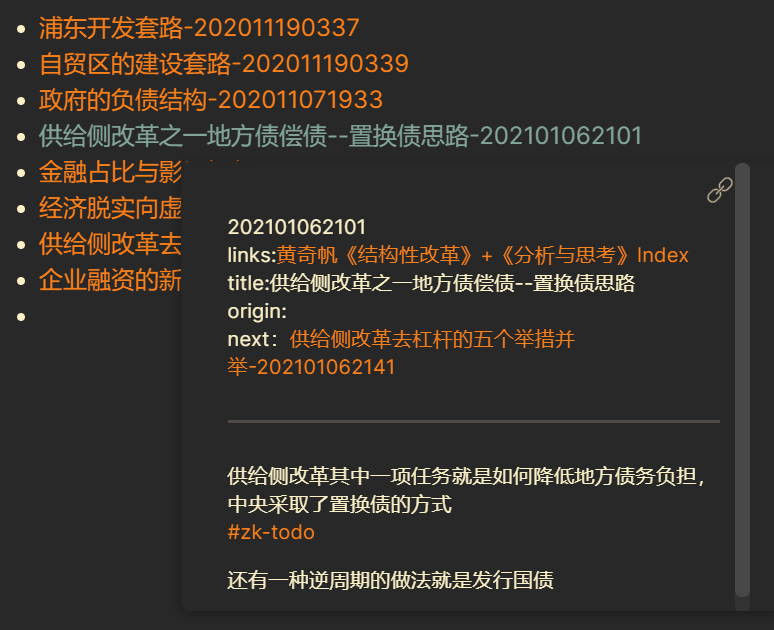 浦东开发套路-202011190337
自贸区的建设套路-202011190339
政府的负债结构-202011071933
供给侧改革之一地方债偿债--置换债思路-202101062101
金融占比与影
经济脱实向虚
供给侧改革去
企业融资的新
202101062101
links:黄奇帆《结构性改革》+《分析与思考》Index
title:供给侧改革之一地方债偿债--置换债思路
origin:
next：供给侧改革去杠杆的五个举措并
举-202101062141
供给侧改革其中一项任务就是如何降低地方债务负担，
中央采取了置换债的方式
#zk-todo
还有一种逆周期的做法就是发行国债